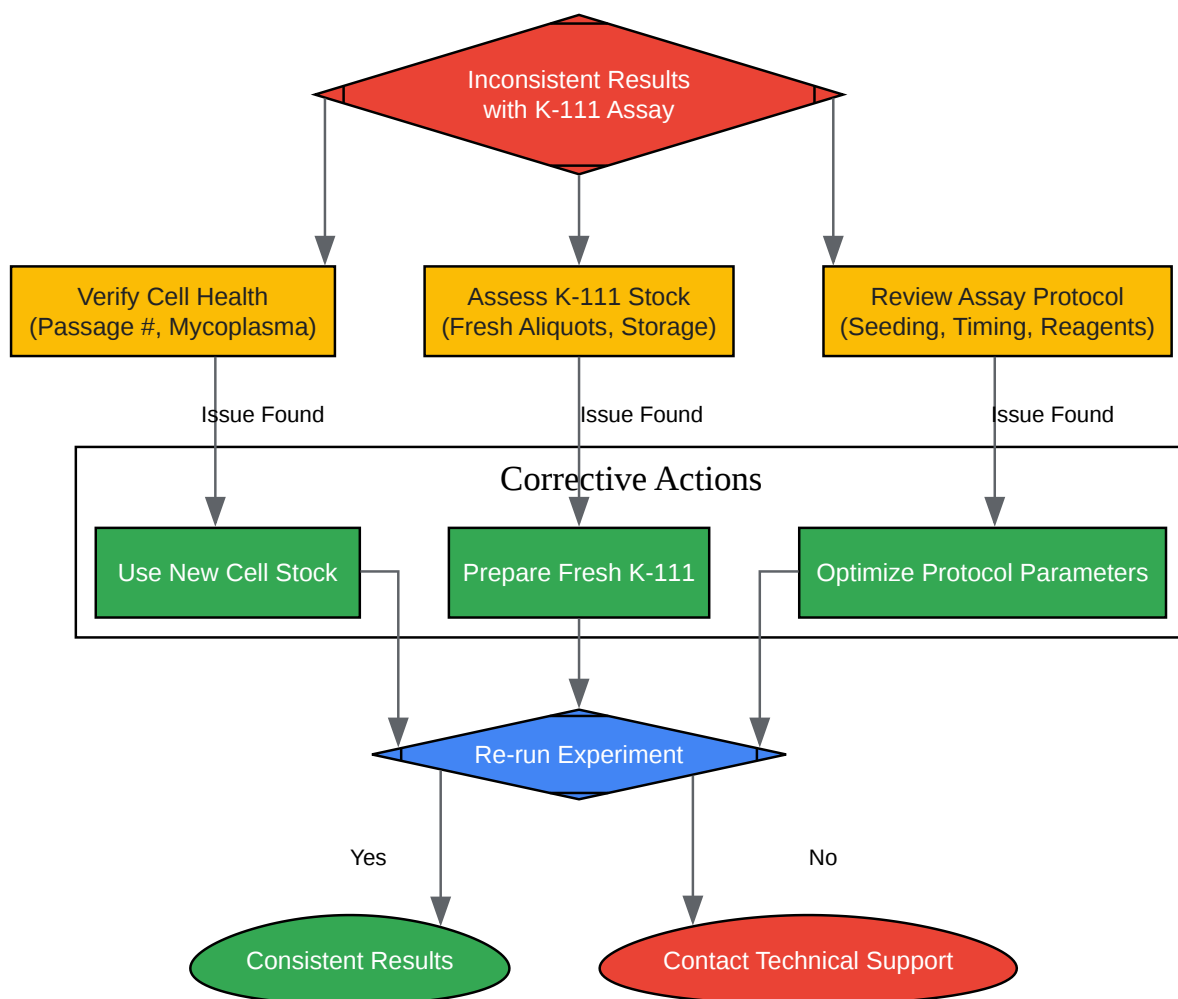 Inconsistent Results
with K-111 Assay
Verify Cell Health
(Passage #, Mycoplasma)
Assess K-111 Stock
(Fresh Aliquots, Storage)
Review Assay Protocol
(Seeding, Timing, Reagents)
Issue Found
Issue Found
Issue Found
Corrective Actions
Use New Cell Stock
Prepare Fresh K-111
Optimize Protocol Parameters
Re-run Experiment
Yes
No
Consistent Results
Contact Technical Support